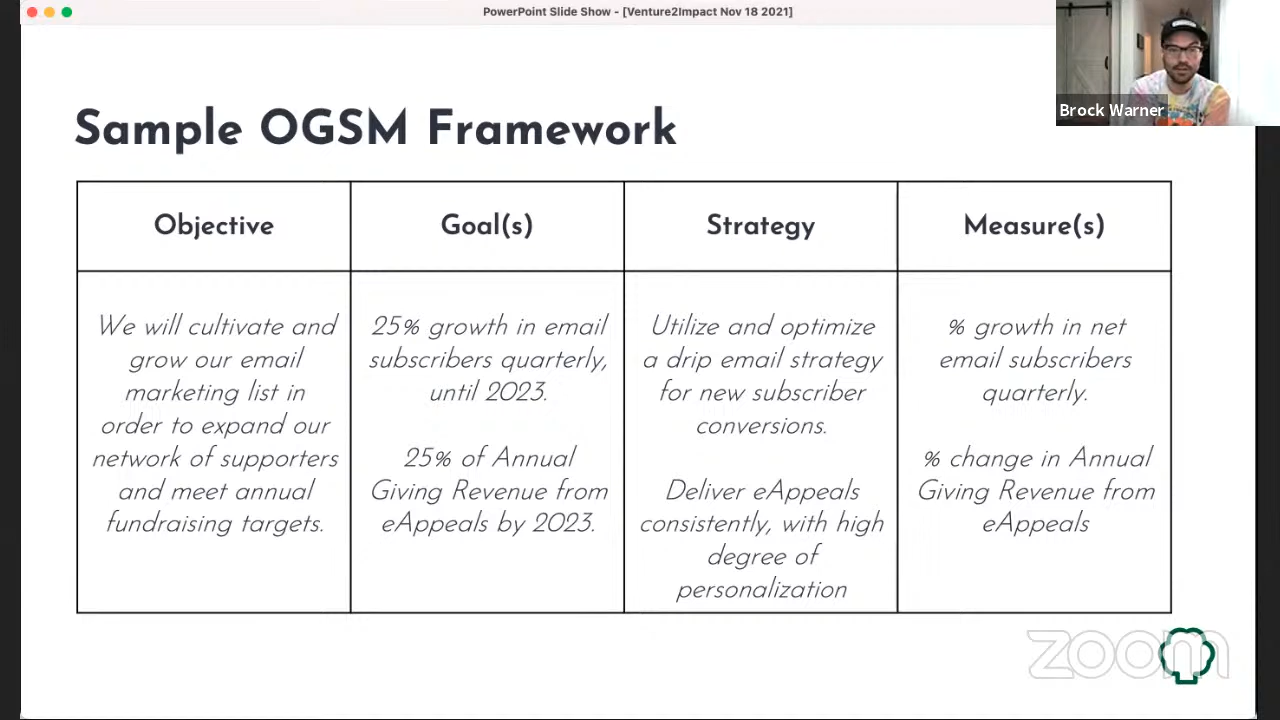 PowerPoint Slide Show - [Venture2Impact Nov 18 2021]
Brock Warner
Sample OGSM Framework
Objective
Goal(s)
Strategy
Measure(s)
We will cultivate and
grow our email
marketing list in
order to expand our
network of supporters
and meet annual
fundraising targets.
25% growth in email
subscribers quarterly,
until 2023.
25% of Annual
Giving Revenue from
eAppeals by 2023.
Utilize and optimize
a drip email strategy
for new subscriber
conversions.
Deliver eAppeals
consistently, with high
degree of
personalization
% growth in net
email subscribers
quarterly.
% change in Annual
Giving Revenue from
eAppeals
zoom